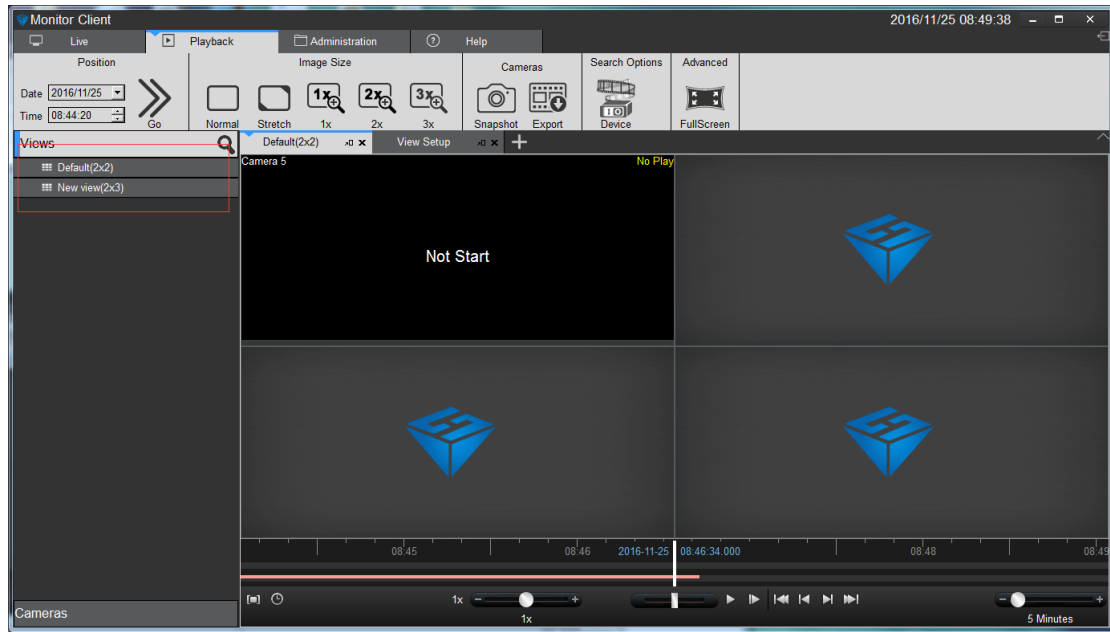 Monitor Client
2016/11/25 08:49:38
Live
Playback
Administration
Help
Position
Image Size
Cameras
Search Options
Advanced
Date 2016/11/25
Time 08:44:20
Go
Normal
Stretch
1x
1x
2x
2x
3x
3x
Snapshot
Export
Device
FullScreen
Views
Default(2x2)
View Setup
Default(2x2)
New view(2x3)
Camera 5
No Play
Not Start
08:45
08:46
2016-11-25
08:46:34.000
08:48
08:49
1x
1x
5 Minutes
Cameras